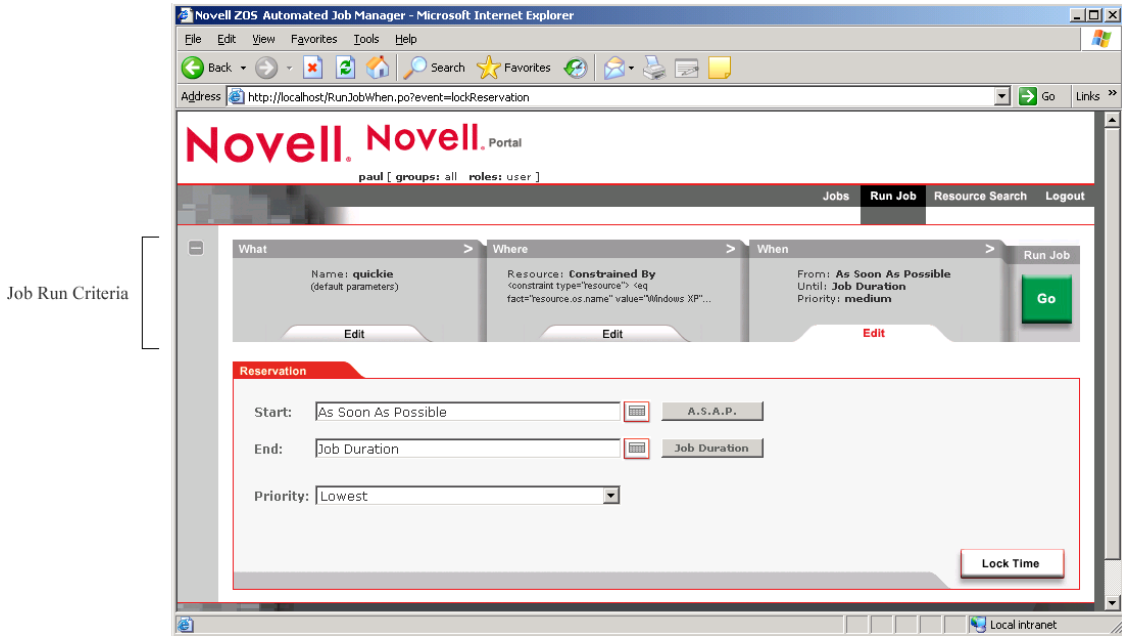 Novell ZOS Automated Job Manager - Microsoft Internet Explorer
File Edit View Favorites Tools Help
Back Search Favorites
Address http://localhost/RunJobWhen.po?event=lockReservation Go Links »
Novell. Novell. Portal
paul [ groups: all roles: user ]
Jobs Run Job Resource Search Logout
Job Run Criteria
What > Where > When > Run Job
Name: quickie
(default parameters)
Edit
Resource: Constrained By
<constraint type="resource"> <eq
fact="resource.os.name" value="Windows XP"...
Edit
From: As Soon As Possible
Until: Job Duration
Priority: medium
Edit
Go
Reservation
Start: As Soon As Possible A.S.A.P.
End: Job Duration Job Duration
Priority: Lowest
Lock Time
Local intranet